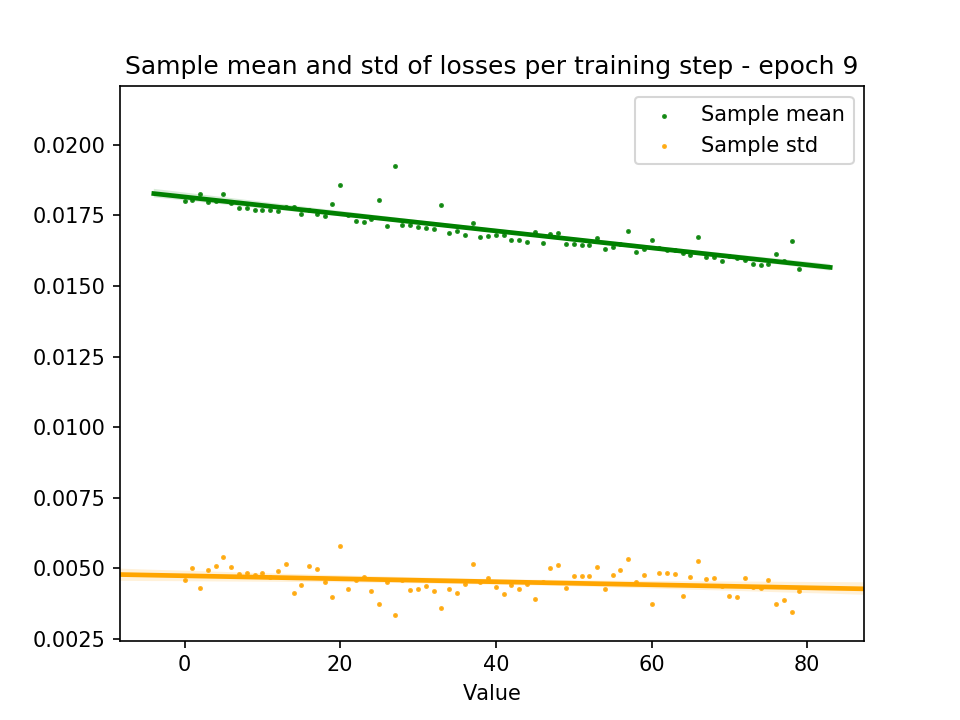 Sample mean and std of losses per training step - epoch 9
Sample mean
Sample std
0.0200
0.0175
0.0150
0.0125
0.0100
0.0075
0.0050
0.0025
0 20 40 60 80
Value